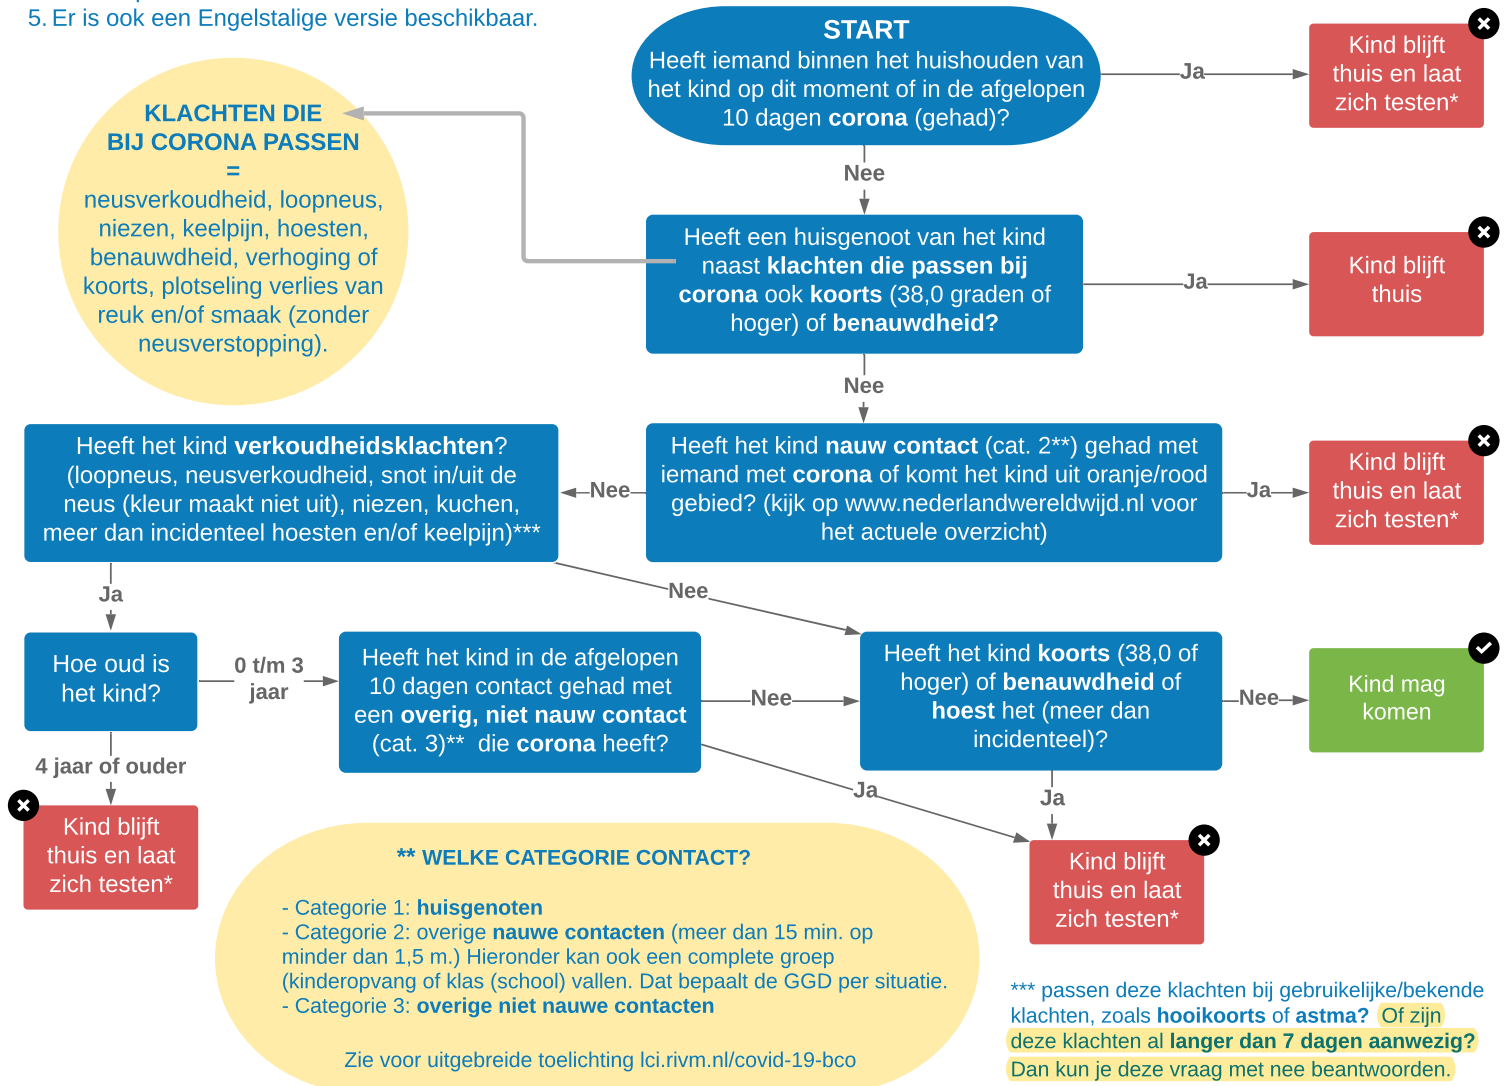 5. Er is ook een Engelstalige versie beschikbaar.
START
Heeft iemand binnen het huishouden van
het kind op dit moment of in de afgelopen
10 dagen corona (gehad)?
Ja
Kind blijft
thuis en laat
zich testen*
KLACHTEN DIE
BIJ CORONA PASSEN
=
neusverkoudheid, loopneus,
niezen, keelpijn, hoesten,
benauwdheid, verhoging of
koorts, plotseling verlies van
reuk en/of smaak (zonder
neusverstopping).
Nee
Heeft een huisgenoot van het kind
naast klachten die passen bij
corona ook koorts (38,0 graden of
hoger) of benauwdheid?
Ja
Kind blijft
thuis
Nee
Heeft het kind nauw contact (cat. 2**) gehad met
iemand met corona of komt het kind uit oranje/rood
gebied? (kijk op www.nederlandwereldwijd.nl voor
het actuele overzicht)
Ja
Kind blijft
thuis en laat
zich testen*
Nee
Heeft het kind verkoudheidsklachten?
(loopneus, neusverkoudheid, snot in/uit de
neus (kleur maakt niet uit), niezen, kuchen,
meer dan incidenteel hoesten en/of keelpijn)***
Ja
Nee
Hoe oud is
het kind?
0 t/m 3
jaar
Heeft het kind in de afgelopen
10 dagen contact gehad met
een overig, niet nauw contact
(cat. 3)** die corona heeft?
Nee
Heeft het kind koorts (38,0 of
hoger) of benauwdheid of
hoest het (meer dan
incidenteel)?
Nee
Kind mag
komen
4 jaar of ouder
Kind blijft
thuis en laat
zich testen*
Ja
Ja
Kind blijft
thuis en laat
zich testen*
** WELKE CATEGORIE CONTACT?
- Categorie 1: huisgenoten
- Categorie 2: overige nauwe contacten (meer dan 15 min. op
minder dan 1,5 m.) Hieronder kan ook een complete groep
(kinderopvang of klas (school) vallen. Dat bepaalt de GGD per situatie.
- Categorie 3: overige niet nauwe contacten
Zie voor uitgebreide toelichting lci.rivm.nl/covid-19-bco
*** passen deze klachten bij gebruikelijke/bekende
klachten, zoals hooikoorts of astma? Of zijn
deze klachten al langer dan 7 dagen aanwezig?
Dan kun je deze vraag met nee beantwoorden.